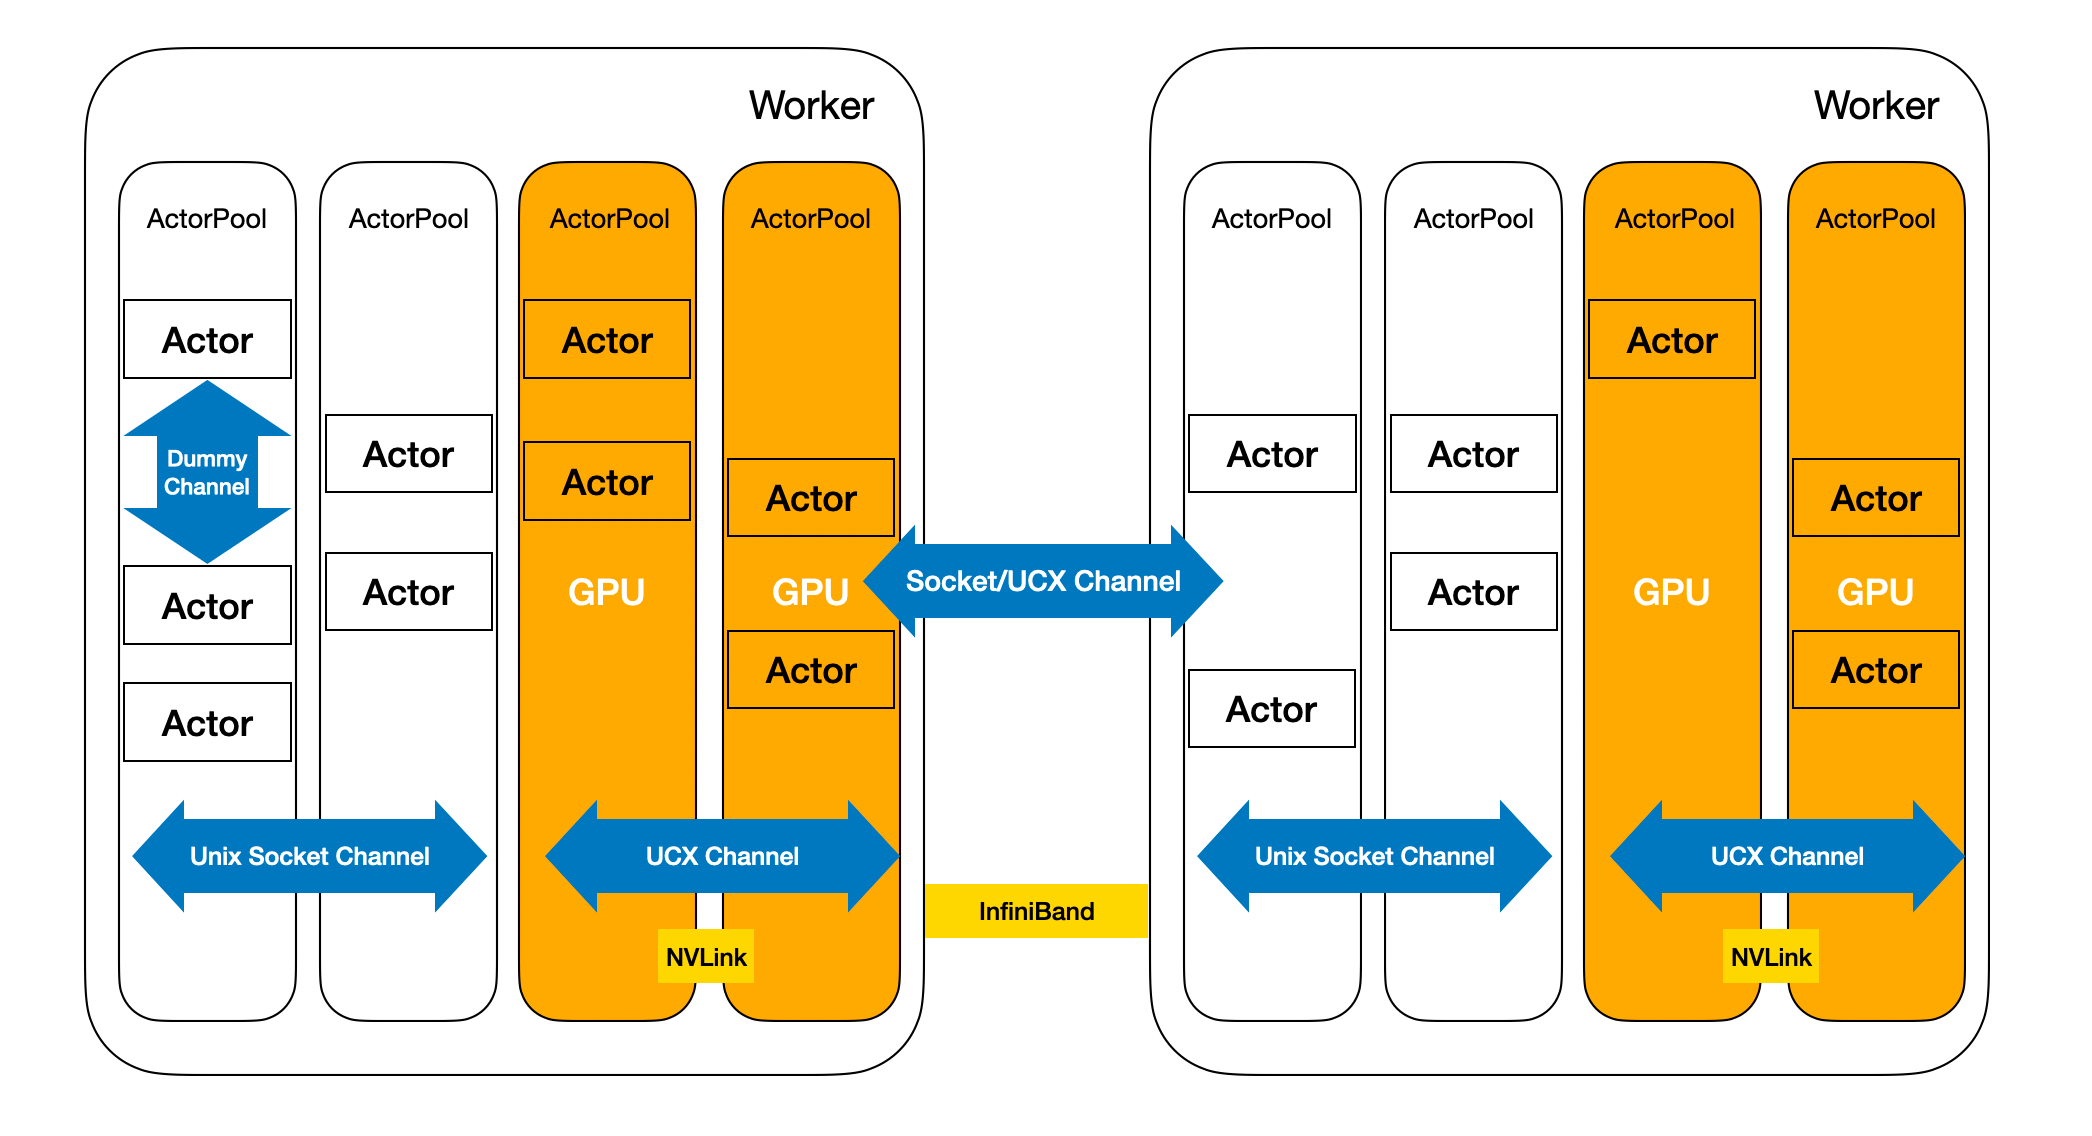 Worker
ActorPool
ActorPool
ActorPool
ActorPool
Actor
Dummy
Channel
Actor
Actor
Actor
Actor
Actor
Actor
GPU
Actor
GPU
Actor
Unix Socket Channel
UCX Channel
NVLink
Socket/UCX Channel
InfiniBand
Worker
ActorPool
ActorPool
ActorPool
ActorPool
Actor
Actor
Actor
Actor
Actor
GPU
Actor
GPU
Actor
Unix Socket Channel
UCX Channel
NVLink